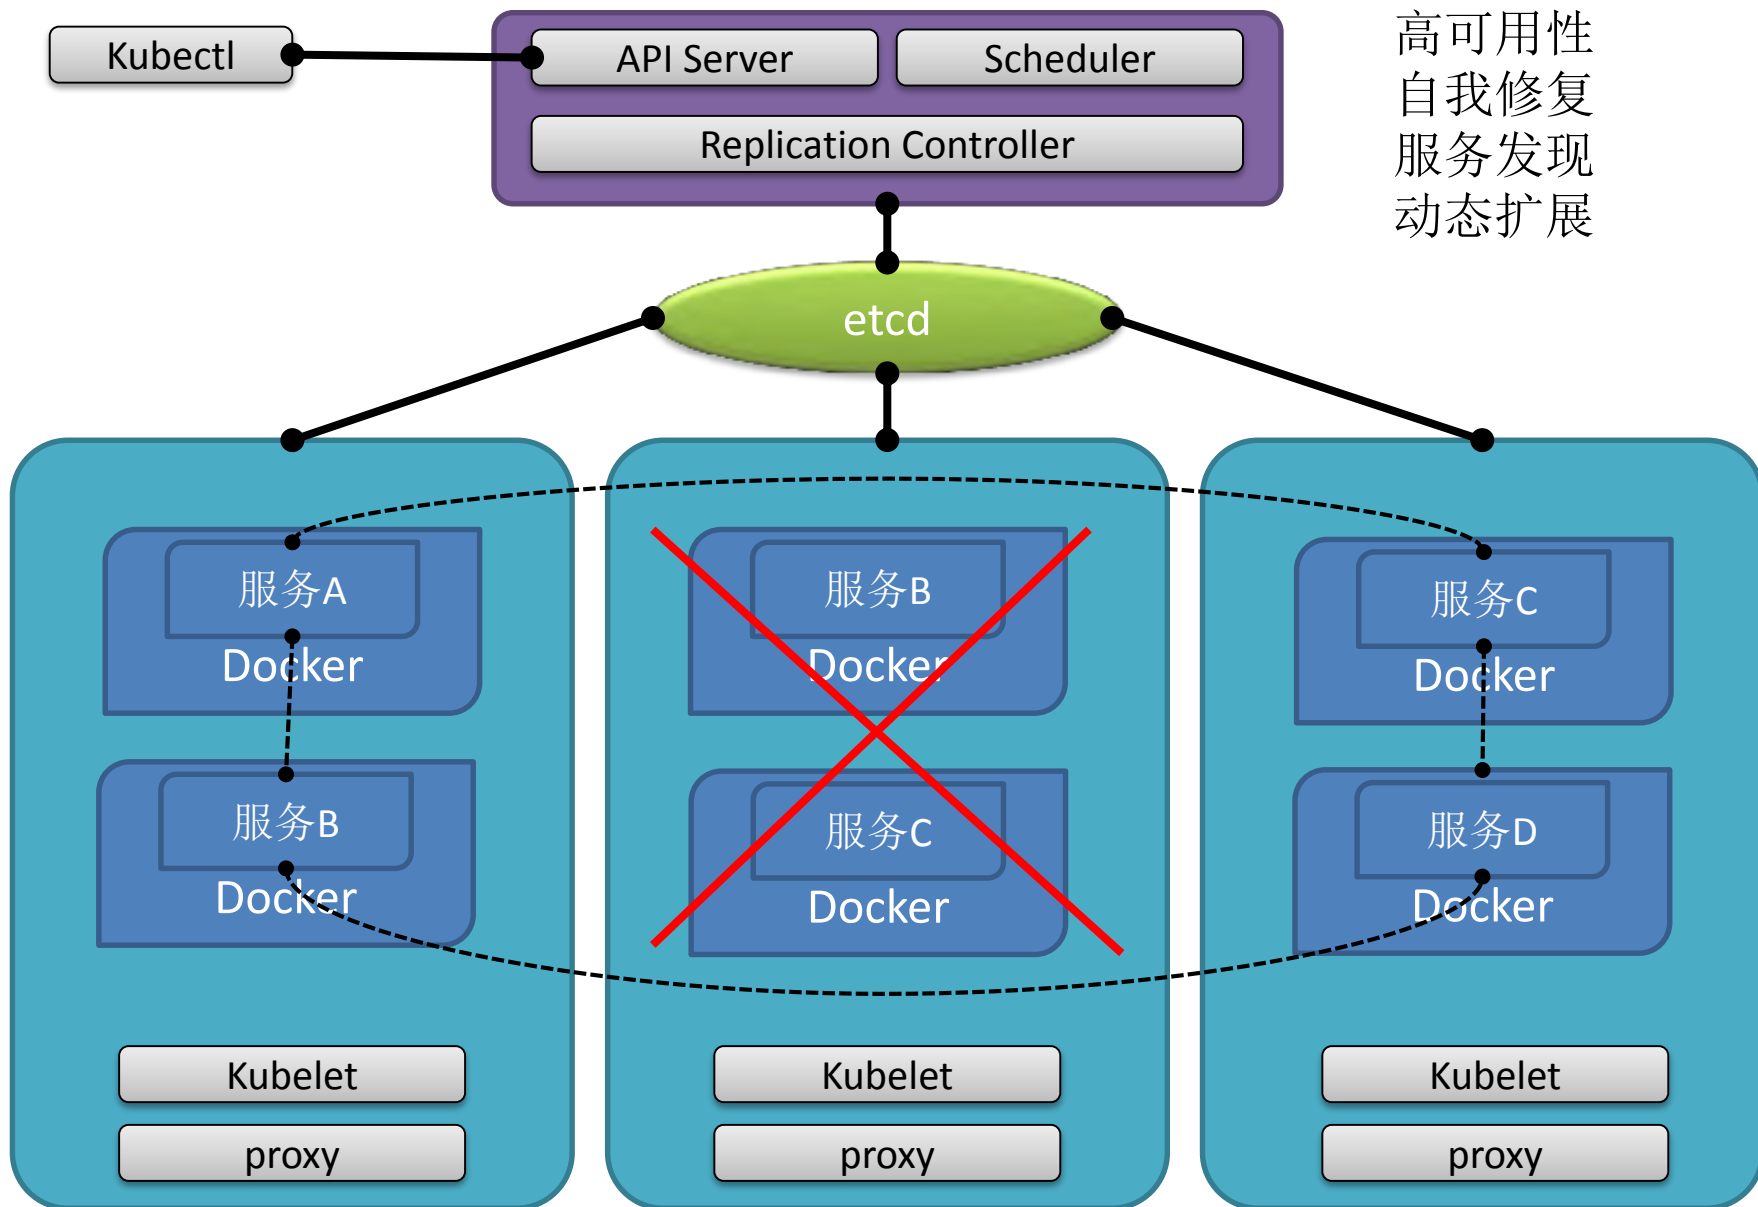 Kubectl
API Server
Scheduler
Replication Controller
高可用性
自我修复
服务发现
动态扩展
etcd
服务A
Docker
服务B
Docker
Kubelet
proxy
服务B
Docker
服务C
Docker
Kubelet
proxy
服务C
Docker
服务D
Docker
Kubelet
proxy